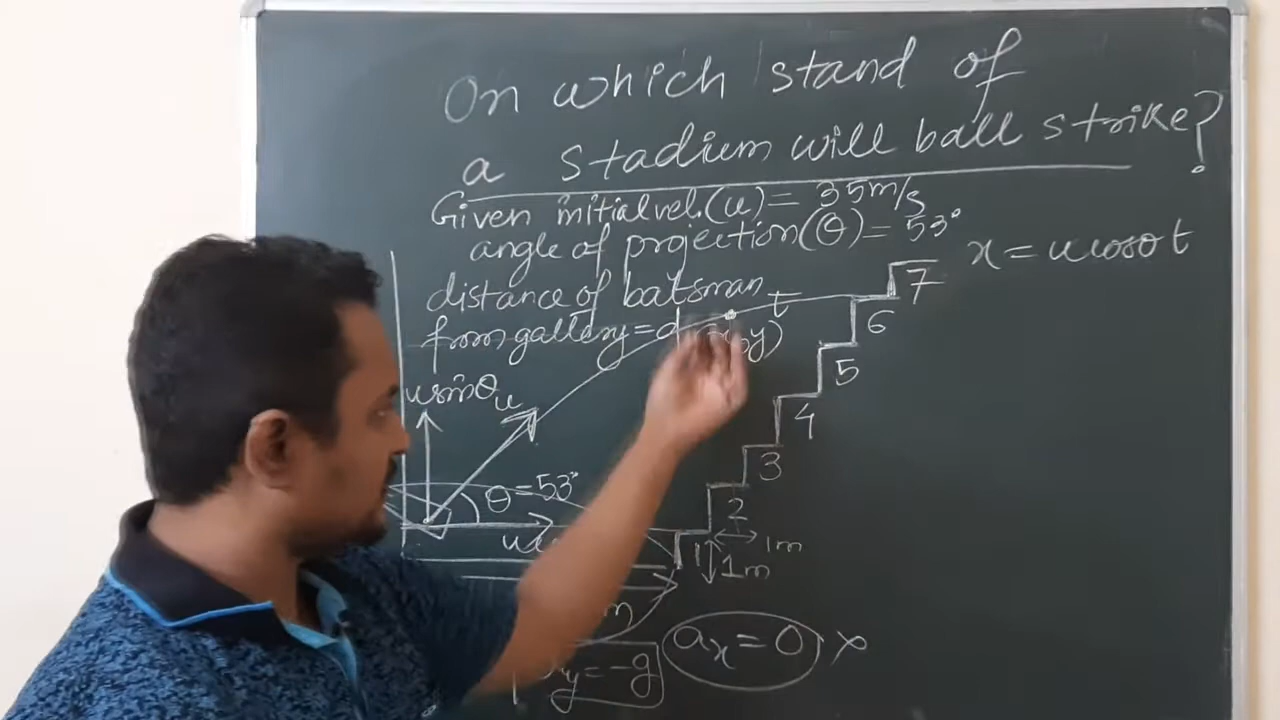 On which stand of
a stadium will ball strike?
Given initial vel.(u) = 35m/s
angle of projection(θ) = 53°
x = ucosθ t
distance of batsman
t
from gallery = d
y)
7
6
5
4
3
2
1
usinθ
u
θ = 53°
1m
1m
m
ax = 0
y = -g